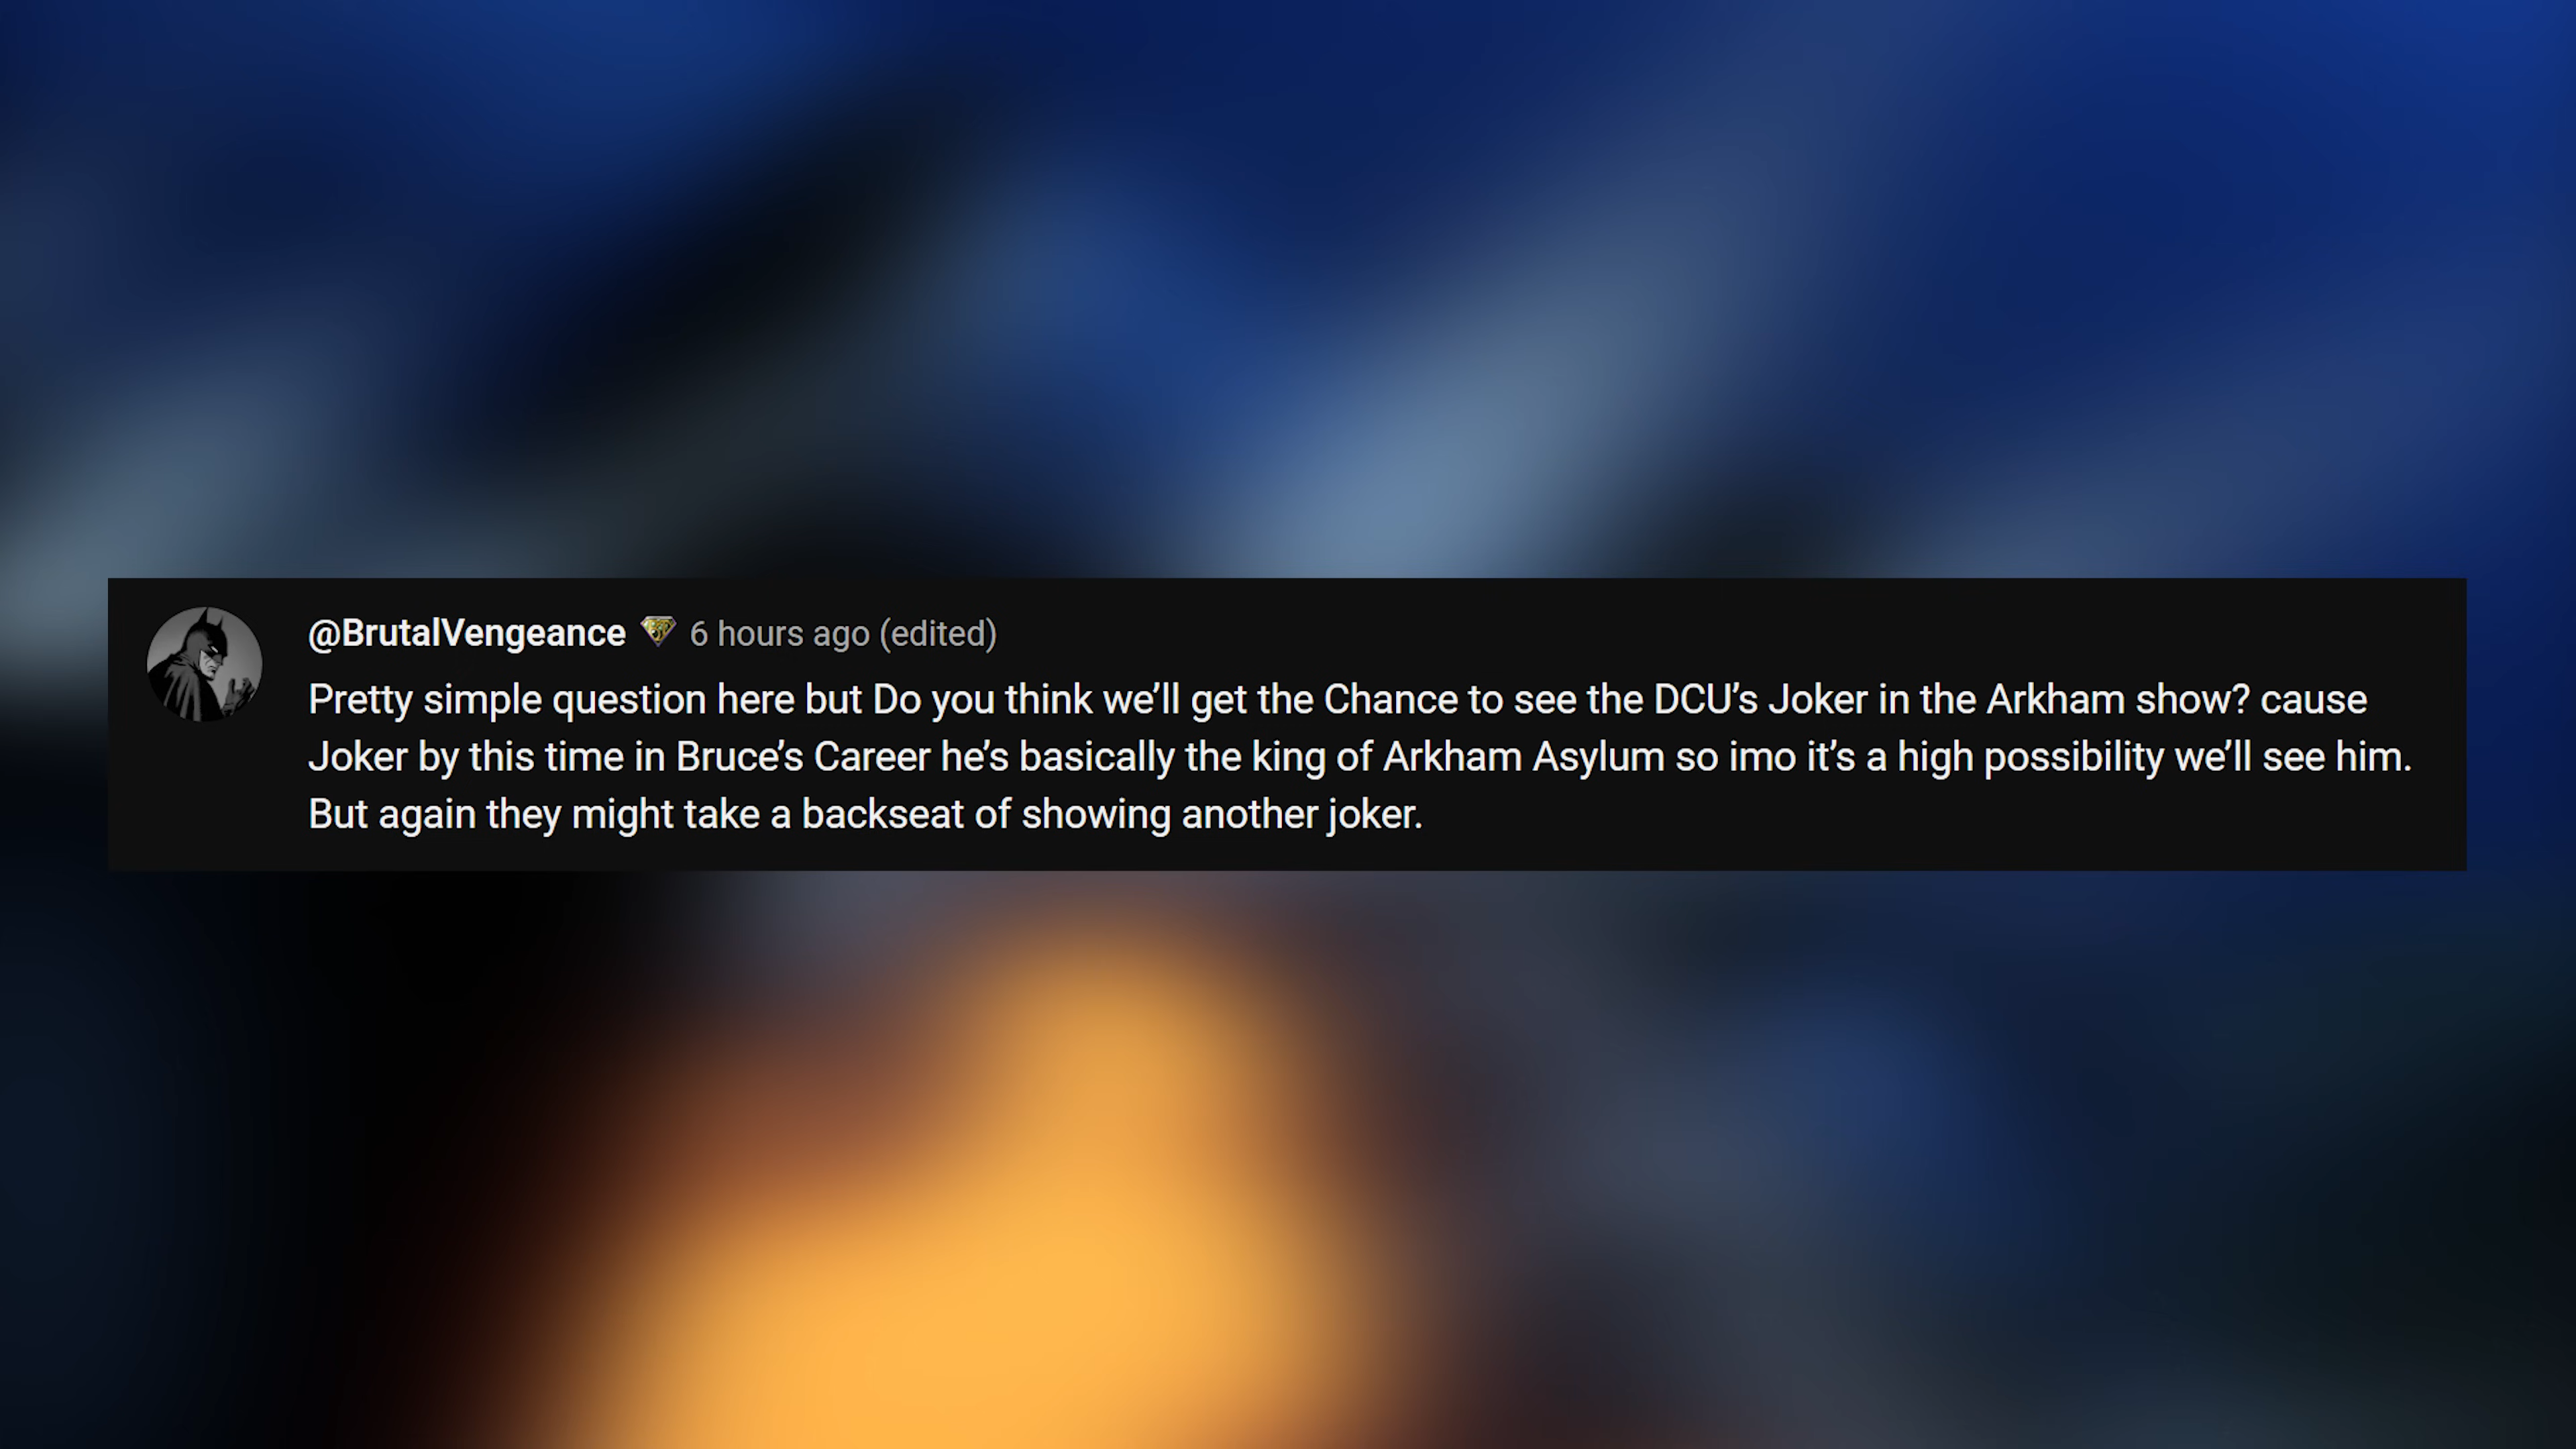 @BrutalVengeance 6 hours ago (edited)
Pretty simple question here but Do you think we’ll get the Chance to see the DCU’s Joker in the Arkham show? cause
Joker by this time in Bruce’s Career he’s basically the king of Arkham Asylum so imo it’s a high possibility we’ll see him.
But again they might take a backseat of showing another joker.